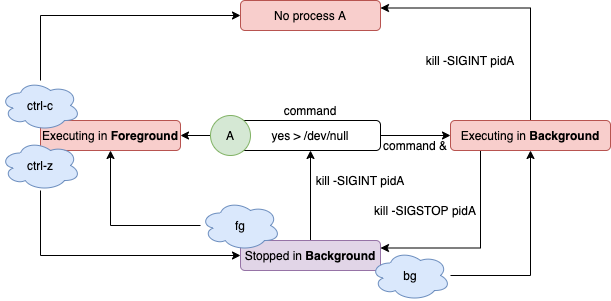 No process A
kill -SIGINT pidA
ctrl-c
command
Executing in Foreground
A
yes > /dev/null
command &
Executing in Background
ctrl-z
kill -SIGINT pidA
kill -SIGSTOP pidA
fg
Stopped in Background
bg